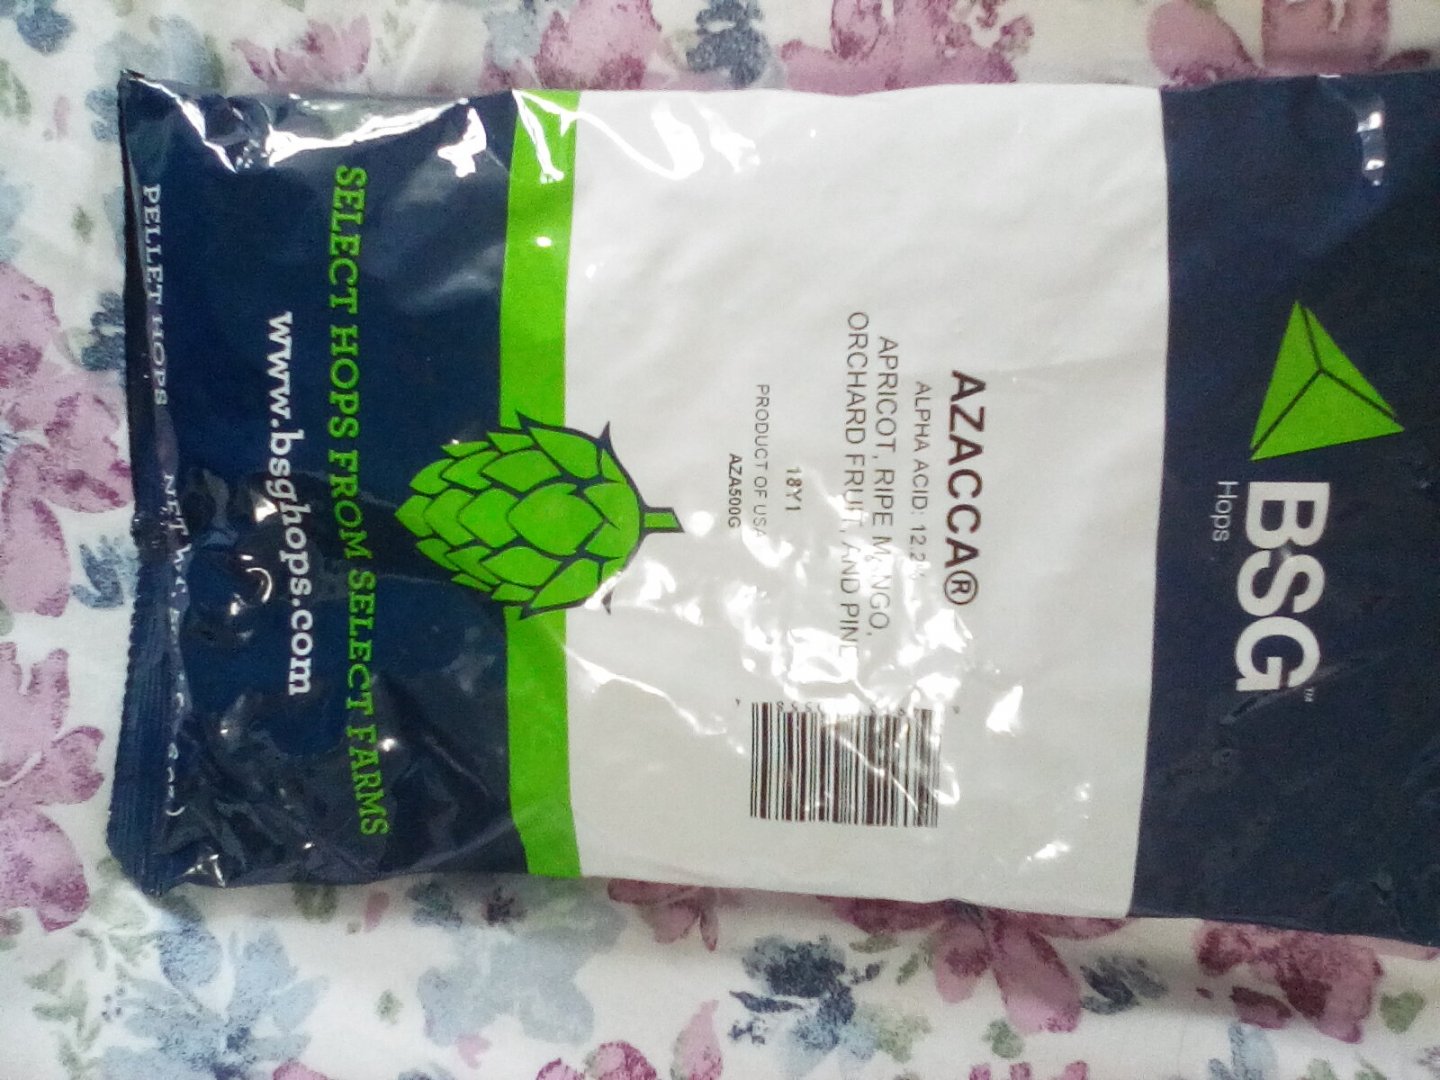 BSG™
Hops
AZACCA®
ALPHA ACID: 12.2%
APRICOT, RIPE MANGO,
ORCHARD FRUIT, AND PINE
18Y1
PRODUCT OF USA
AZA500G
SELECT HOPS FROM SELECT FARMS
www.bsghops.com
PELLET HOPS NET